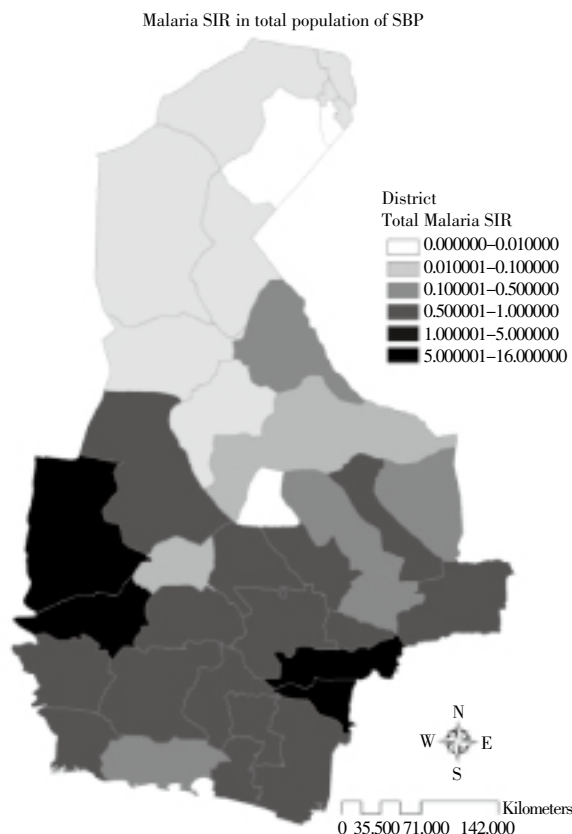 Malaria SIR in total population of SBP
District
Total Malaria SIR
0.000000–0.010000
0.010001–0.100000
0.100001–0.500000
0.500001–1.000000
1.000001–5.000000
5.000001–16.000000
N
W E
S
Kilometers
0 35.500 71.000 142.000